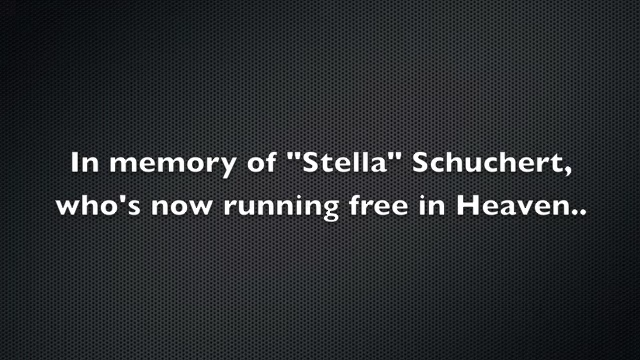 In memory of "Stella" Schuchert,
who's now running free in Heaven..